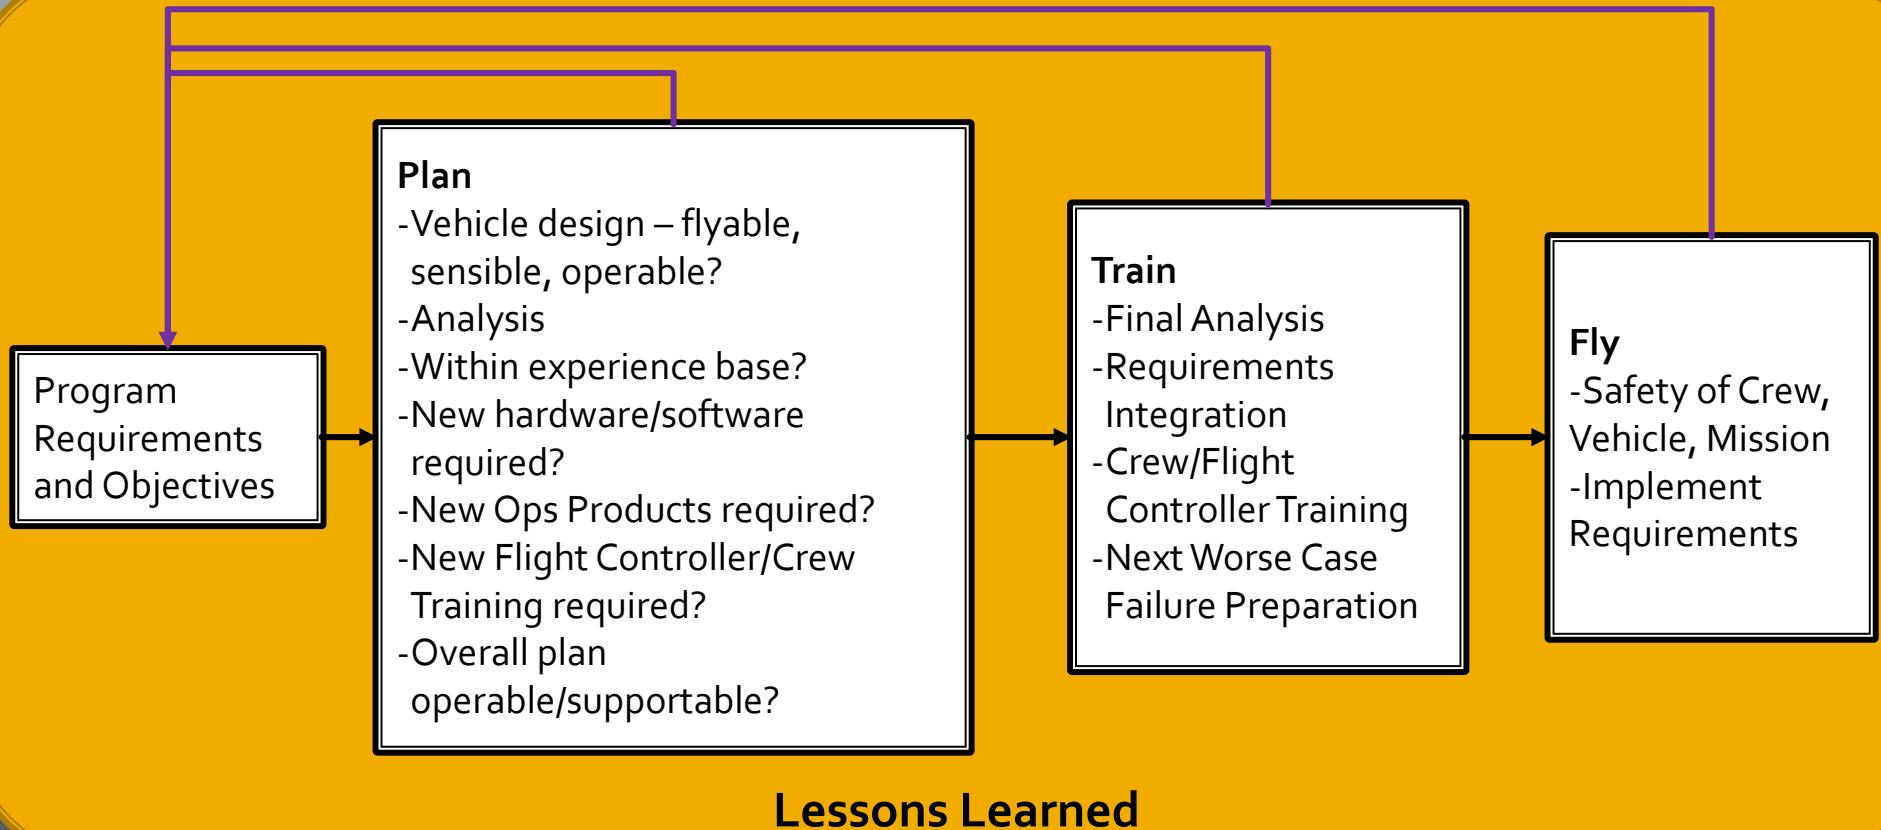 Program
Requirements
and Objectives
Plan
-Vehicle design – flyable,
sensible, operable?
-Analysis
-Within experience base?
-New hardware/software
required?
-New Ops Products required?
-New Flight Controller/Crew
Training required?
-Overall plan
operable/supportable?
Train
-Final Analysis
-Requirements
Integration
-Crew/Flight
Controller Training
-Next Worse Case
Failure Preparation
Fly
-Safety of Crew,
Vehicle, Mission
-Implement
Requirements
Lessons Learned